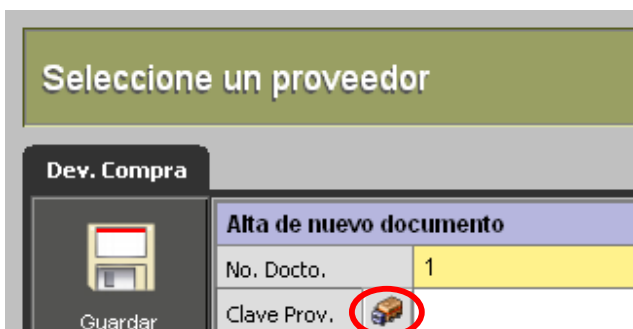 Seleccione un proveedor
Dev. Compra
Alta de nuevo documento
No. Docto. 1
Clave Prov.
Guardar